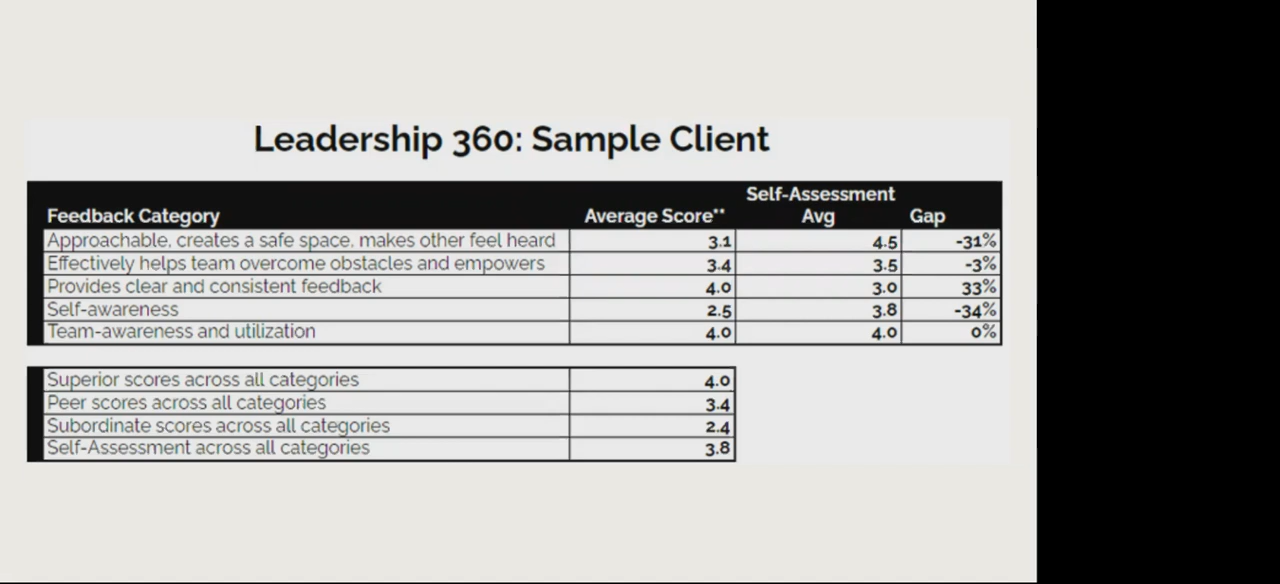 Leadership 360: Sample Client
Self-Assessment
Feedback Category Average Score** Avg Gap
Approachable, creates a safe space, makes other feel heard 3.1 4.5 -31%
Effectively helps team overcome obstacles and empowers 3.4 3.5 -3%
Provides clear and consistent feedback 4.0 3.0 33%
Self-awareness 2.5 3.8 -34%
Team-awareness and utilization 4.0 4.0 0%
Superior scores across all categories 4.0
Peer scores across all categories 3.4
Subordinate scores across all categories 2.4
Self-Assessment across all categories 3.8